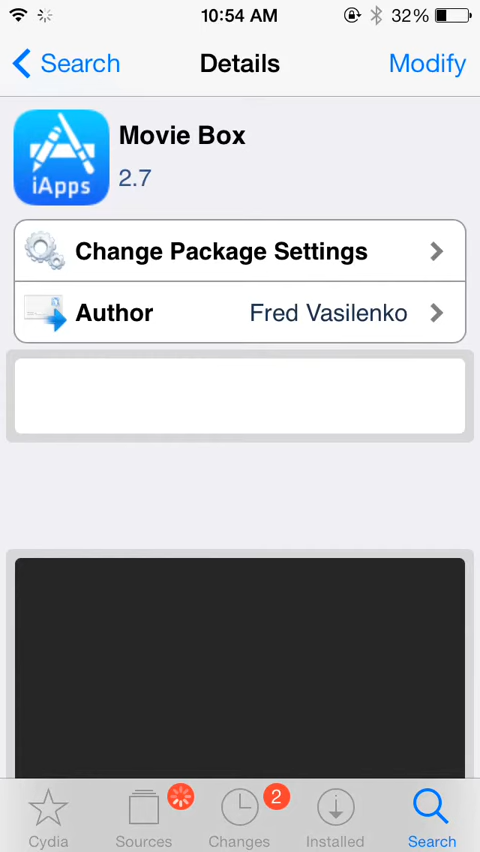 10:54 AM 32%
Search Details Modify
iApps
Movie Box
2.7
Change Package Settings
Author Fred Vasilenko
2
Cydia Sources Changes Installed Search